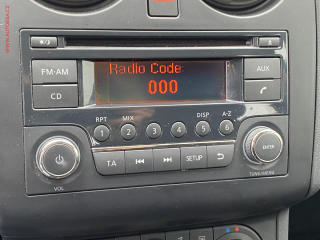 Radio Code
000
FM·AM
CD
AUX
RPT MIX DISP A-Z
1 2 3 4 5 6
TA SETUP
VOL
ENTER
TUNE/MENU